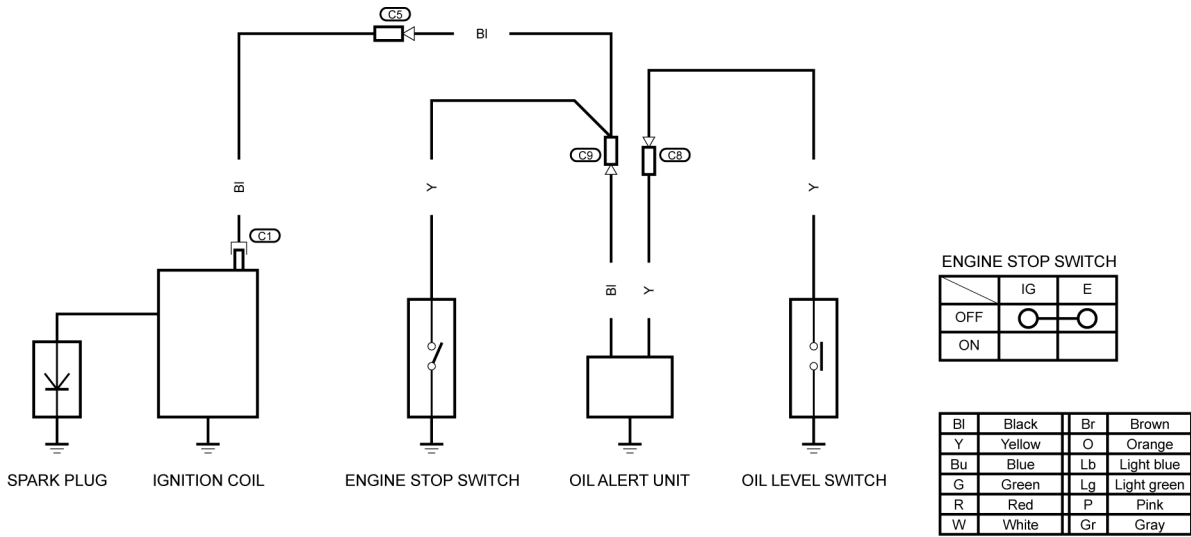 C5
Bl
C9
C8
Bl
Y
Y
C1
Bl
Y
ENGINE STOP SWITCH
IG E
OFF
ON
SPARK PLUG
IGNITION COIL
ENGINE STOP SWITCH
OIL ALERT UNIT
OIL LEVEL SWITCH
Bl Black Br Brown
Y Yellow O Orange
Bu Blue Lb Light blue
G Green Lg Light green
R Red P Pink
W White Gr Gray